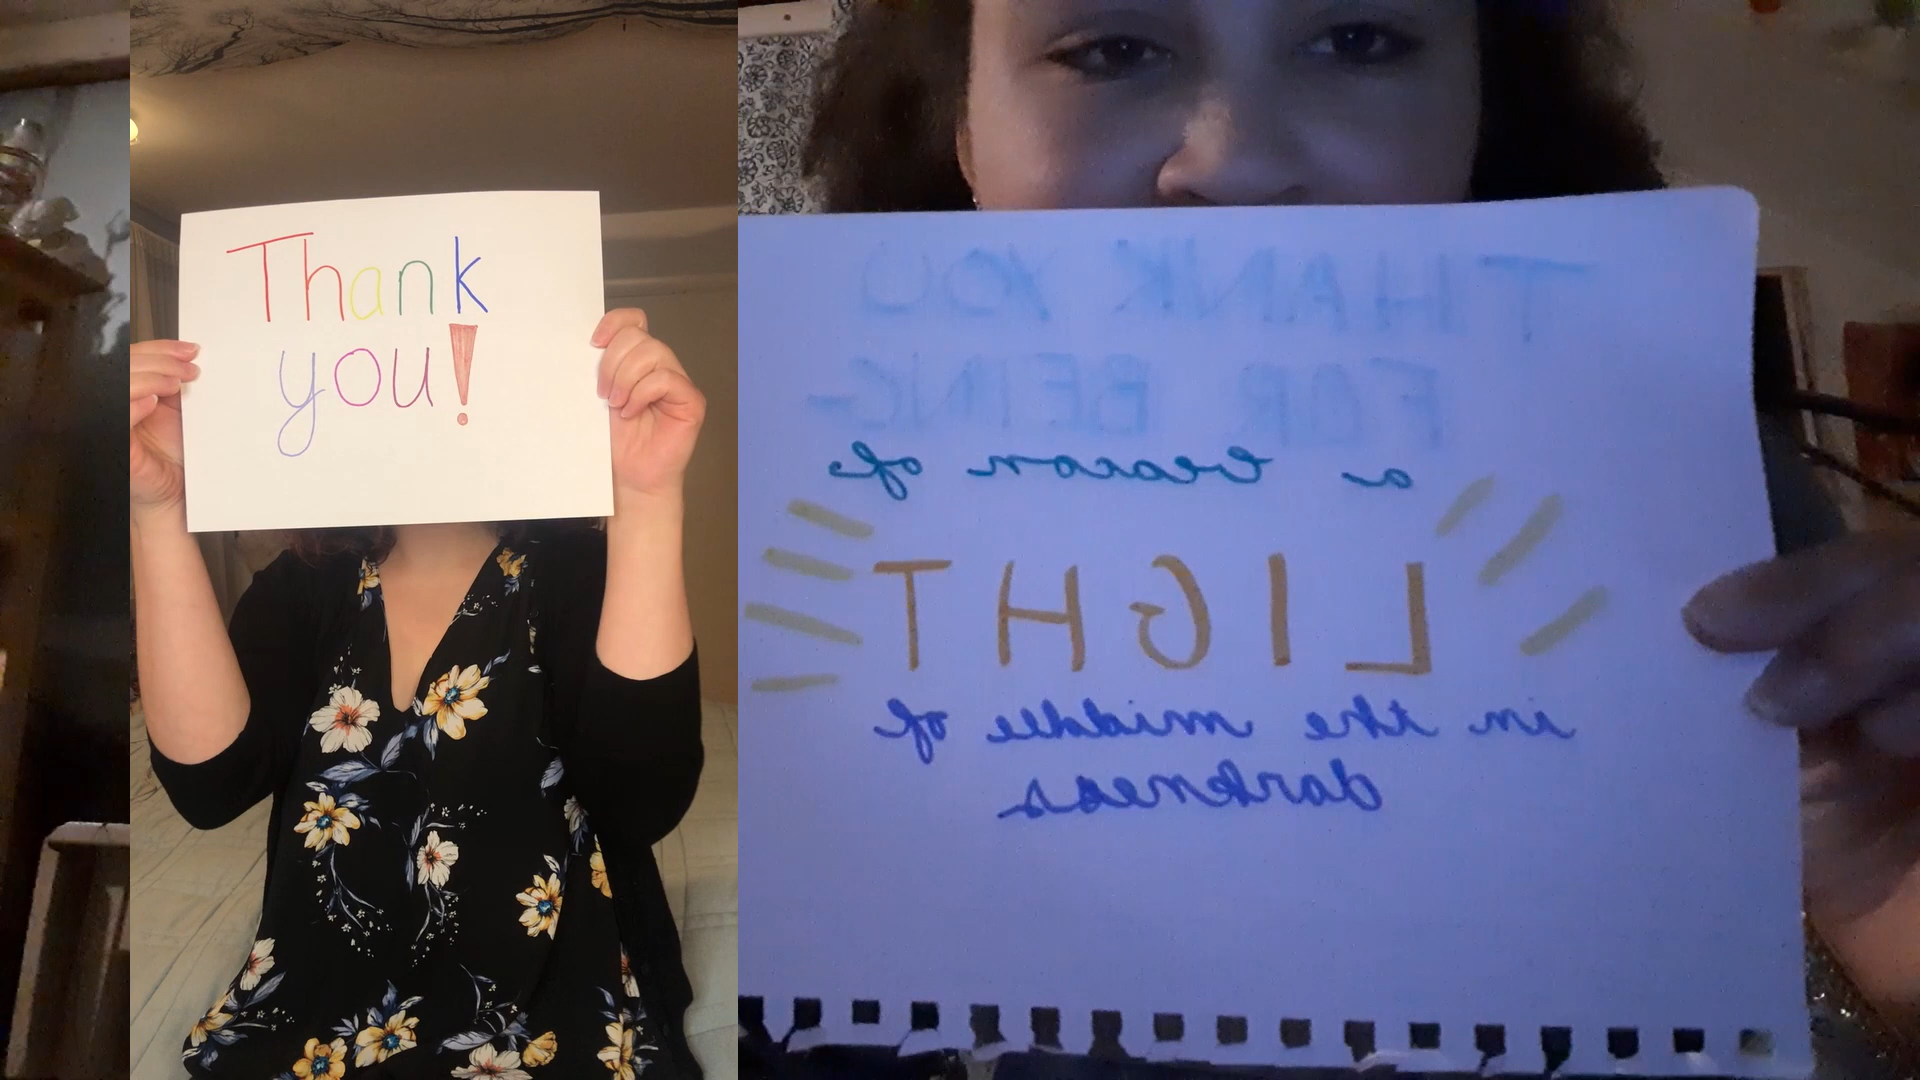 Thank
you!
THANK YOU
FOR BEING
a beacon of
LIGHT
in the middle of
darkness